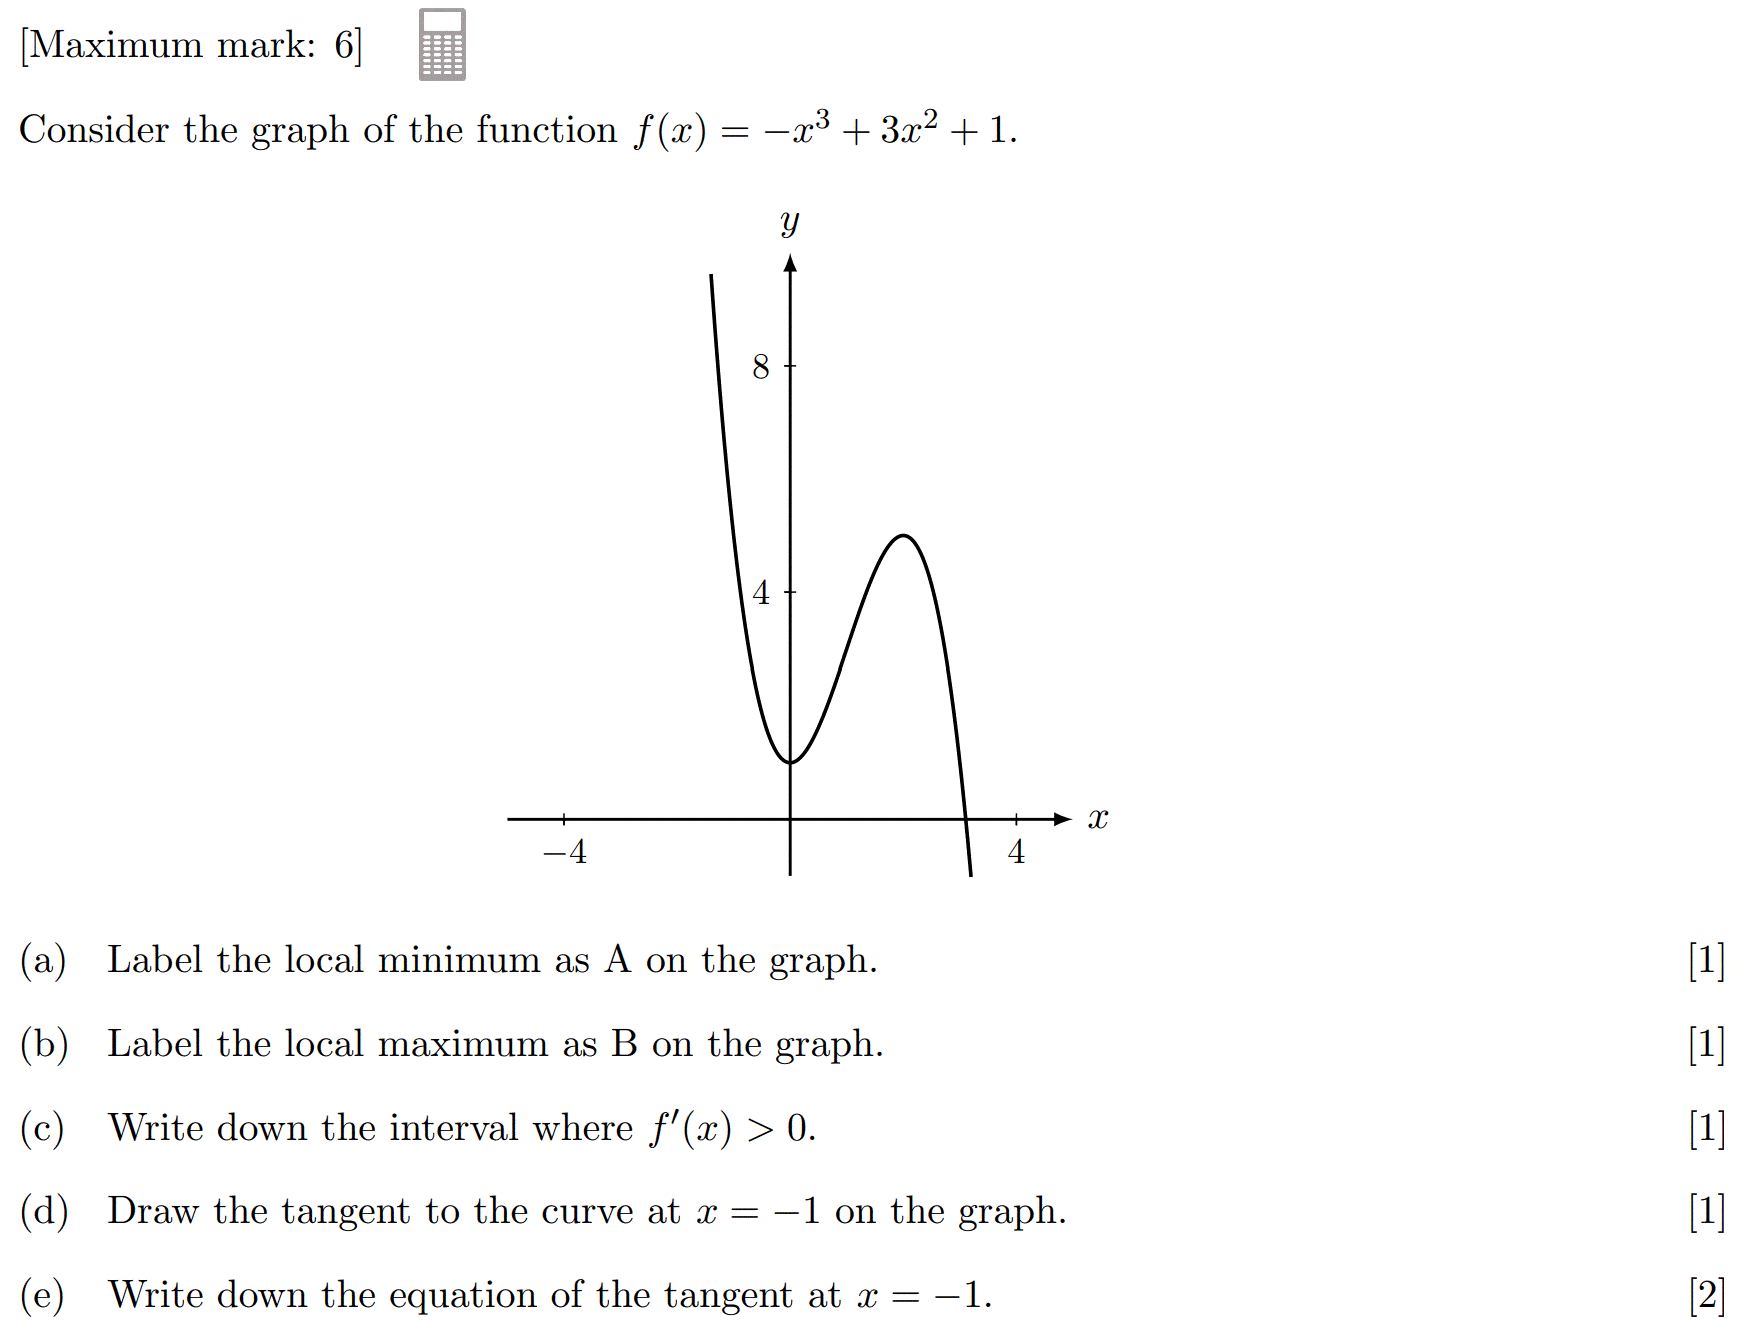 [Maximum mark: 6]
Consider the graph of the function f(x) = −x³ + 3x² + 1.
y
8
4
x
−4
4
(a) Label the local minimum as A on the graph. [1]
(b) Label the local maximum as B on the graph. [1]
(c) Write down the interval where f′(x) > 0. [1]
(d) Draw the tangent to the curve at x = −1 on the graph. [1]
(e) Write down the equation of the tangent at x = −1. [2]